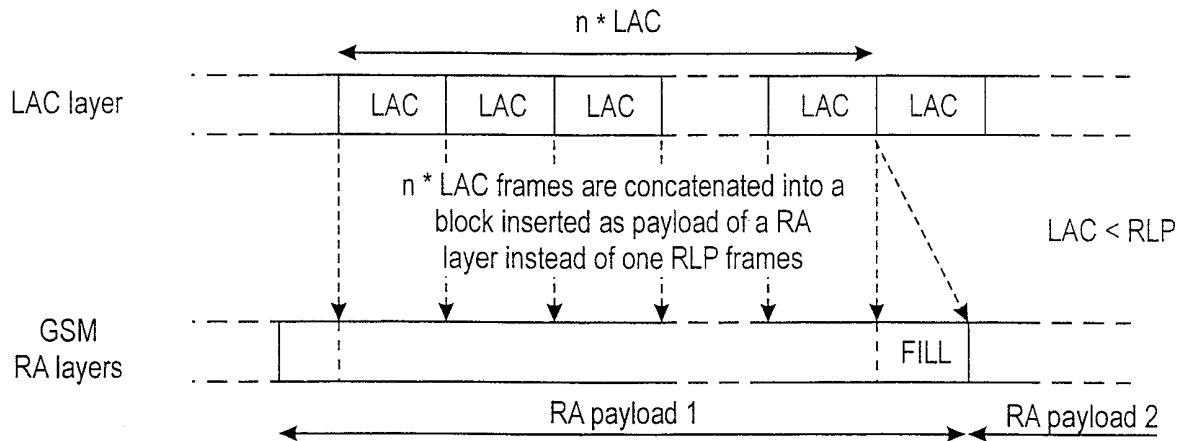 n * LAC
LAC layer
LAC LAC LAC LAC LAC
n * LAC frames are concatenated into a
block inserted as payload of a RA
layer instead of one RLP frames
LAC < RLP
GSM
RA layers
FILL
RA payload 1
RA payload 2